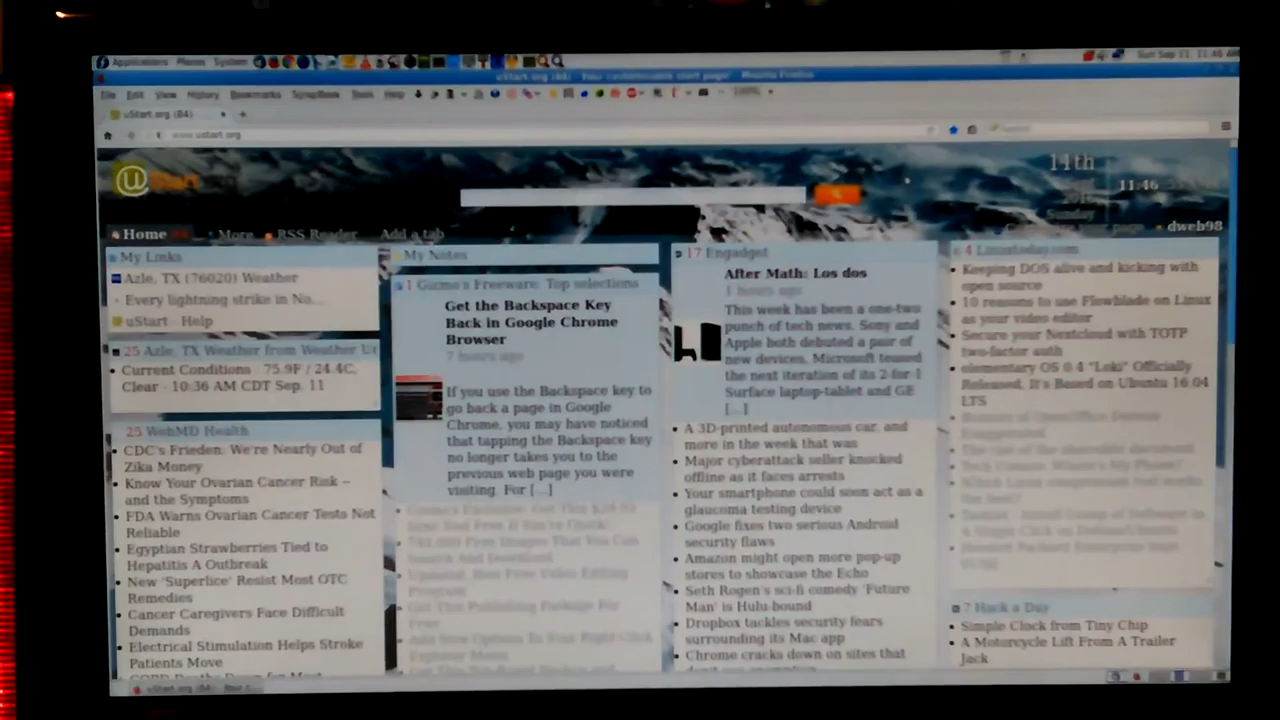 Applications Places System
Sun Sep 11, 11:46 AM
uStart.org (84) - Your customizable start page! - Mozilla Firefox
File Edit View History Bookmarks ScrapBook Tools Help
uStart.org (84)
www.ustart.org
@Start
11th
11:46
Sunday
dweb98
Home
More
RSS Reader
Add a tab
My Links
Azle, TX (76020) Weather
Every lightning strike in No...
uStart - Help
25 Azle, TX Weather from Weather U
Current Conditions : 75.9F / 24.4C,
Clear - 10:36 AM CDT Sep. 11
25 WebMD Health
CDC's Frieden: We're Nearly Out of
Zika Money
Know Your Ovarian Cancer Risk --
and the Symptoms
FDA Warns Ovarian Cancer Tests Not
Reliable
Egyptian Strawberries Tied to
Hepatitis A Outbreak
New 'Superlice' Resist Most OTC
Remedies
Cancer Caregivers Face Difficult
Demands
Electrical Stimulation Helps Stroke
Patients Move
My Notes
1 Gizmo's Freeware: Top selections
Get the Backspace Key
Back in Google Chrome
Browser
7 hours ago
If you use the Backspace key to
go back a page in Google
Chrome, you may have noticed
that tapping the Backspace key
no longer takes you to the
previous web page you were
visiting. For [...]
17 Engadget
After Math: Los dos
1 hours ago
This week has been a one-two
punch of tech news. Sony and
Apple both debuted a pair of
new devices, Microsoft teased
the next iteration of its 2-for-1
Surface laptop-tablet and GE
[...]
A 3D-printed autonomous car, and
more in the week that was
Major cyberattack seller knocked
offline as it faces arrests
Your smartphone could soon act as a
glaucoma testing device
Google fixes two serious Android
security flaws
Amazon might open more pop-up
stores to showcase the Echo
Seth Rogen's sci-fi comedy 'Future
Man' is Hulu-bound
Dropbox tackles security fears
surrounding its Mac app
Chrome cracks down on sites that
4 Linuxtoday.com
Keeping DOS alive and kicking with
open source
10 reasons to use Flowblade on Linux
as your video editor
Secure your Nextcloud with TOTP
two-factor auth
elementary OS 0.4 "Loki" Officially
Released, It's Based on Ubuntu 16.04
LTS
7 Hack a Day
Simple Clock from Tiny Chip
A Motorcycle Lift From A Trailer
Jack